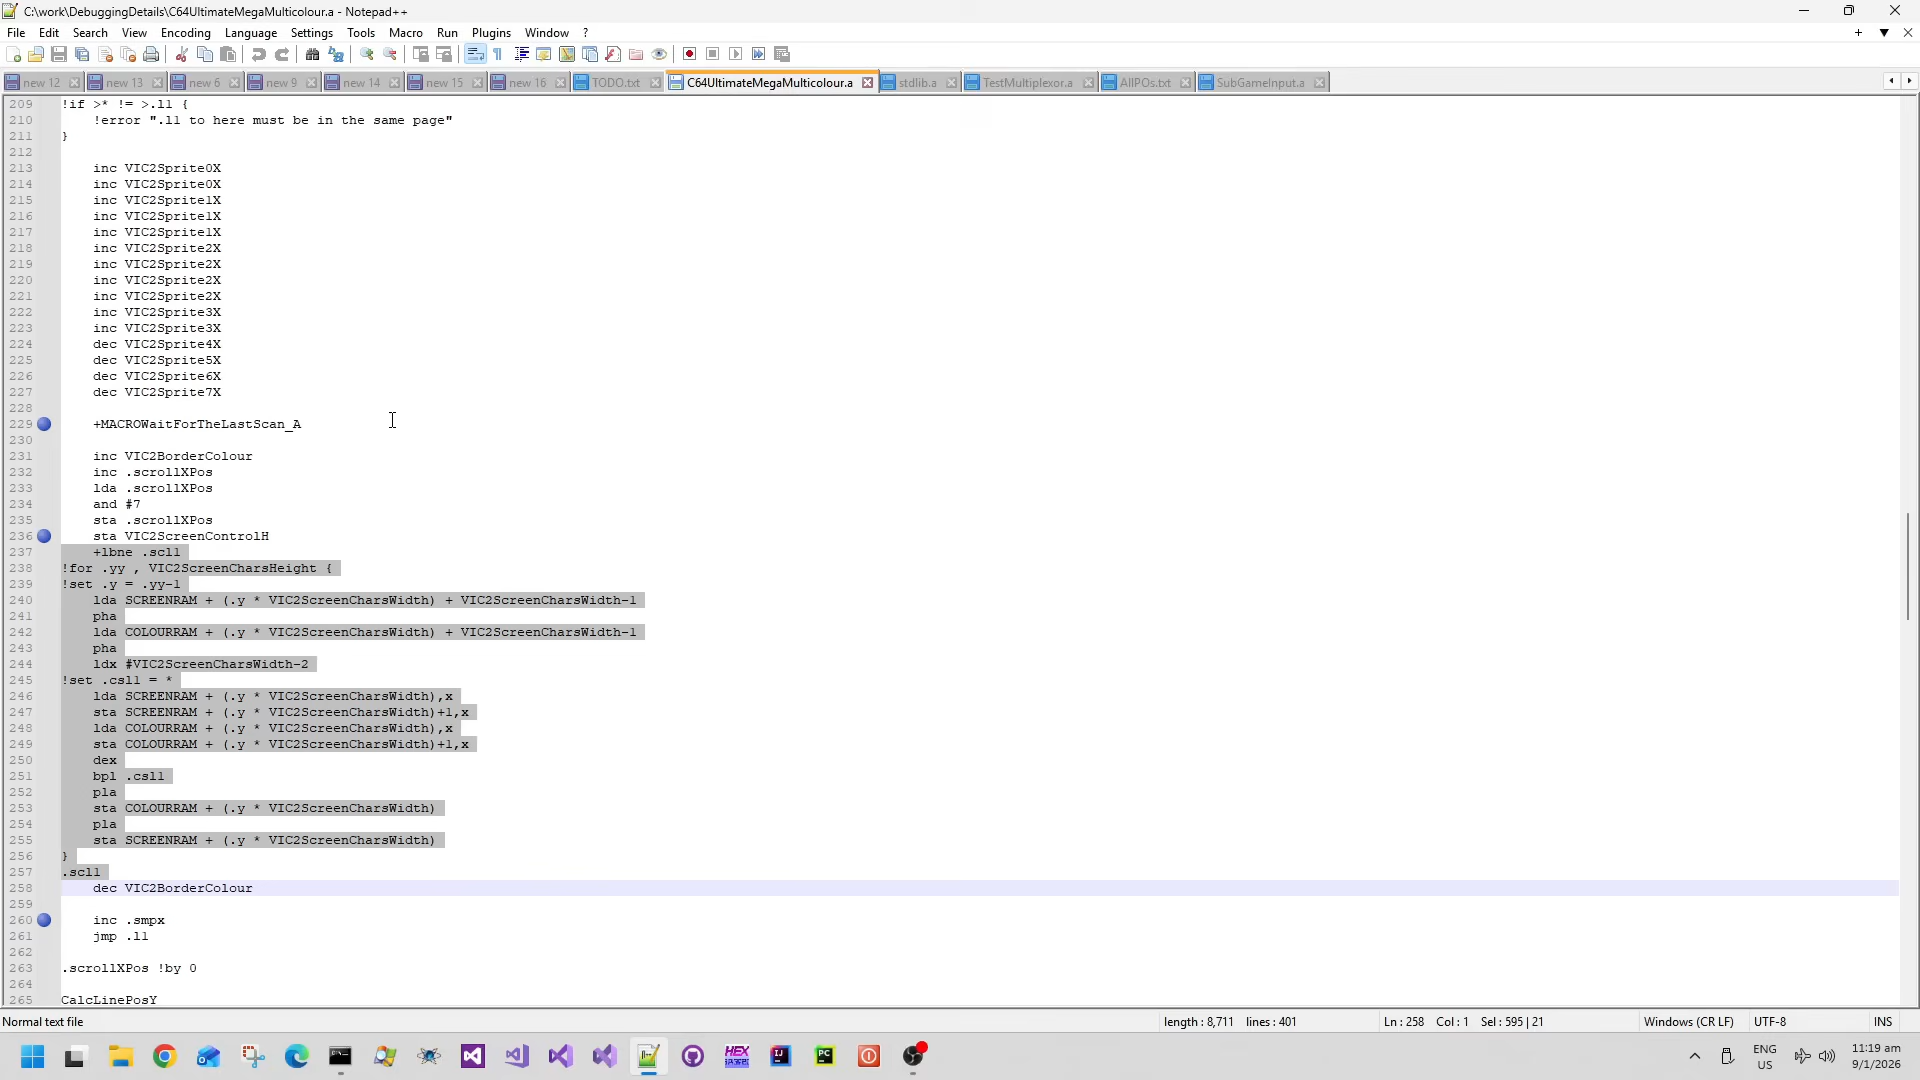 C:\work\DebuggingDetails\C64UltimateMegaMulticolour.a - Notepad++
File Edit Search View Encoding Language Settings Tools Macro Run Plugins Window ?
new 12 new 13 new 6 new 9 new 14 new 15 new 16 TODO.txt C64UltimateMegaMulticolour.a stdlib.a TestMultiplexor.a AllPOs.txt SubGameInput.a
209 !if >* != >.l1 {
210 !error ".l1 to here must be in the same page"
211 }
212
213 inc VIC2Sprite0X
214 inc VIC2Sprite0X
215 inc VIC2Sprite1X
216 inc VIC2Sprite1X
217 inc VIC2Sprite1X
218 inc VIC2Sprite2X
219 inc VIC2Sprite2X
220 inc VIC2Sprite2X
221 inc VIC2Sprite2X
222 inc VIC2Sprite3X
223 inc VIC2Sprite3X
224 dec VIC2Sprite4X
225 dec VIC2Sprite5X
226 dec VIC2Sprite6X
227 dec VIC2Sprite7X
228
229 +MACROWaitForTheLastScan_A
230
231 inc VIC2BorderColour
232 inc .scrollXPos
233 lda .scrollXPos
234 and #7
235 sta .scrollXPos
236 sta VIC2ScreenControlH
237 +lbne .scl1
238 !for .yy , VIC2ScreenCharsHeight {
239 !set .y = .yy-1
240 lda SCREENRAM + (.y * VIC2ScreenCharsWidth) + VIC2ScreenCharsWidth-1
241 pha
242 lda COLOURRAM + (.y * VIC2ScreenCharsWidth) + VIC2ScreenCharsWidth-1
243 pha
244 ldx #VIC2ScreenCharsWidth-2
245 !set .csl1 = *
246 lda SCREENRAM + (.y * VIC2ScreenCharsWidth),x
247 sta SCREENRAM + (.y * VIC2ScreenCharsWidth)+1,x
248 lda COLOURRAM + (.y * VIC2ScreenCharsWidth),x
249 sta COLOURRAM + (.y * VIC2ScreenCharsWidth)+1,x
250 dex
251 bpl .csl1
252 pla
253 sta COLOURRAM + (.y * VIC2ScreenCharsWidth)
254 pla
255 sta SCREENRAM + (.y * VIC2ScreenCharsWidth)
256 }
257 .scl1
258 dec VIC2BorderColour
259
260 inc .smpx
261 jmp .l1
262
263 .scrollXPos !by 0
264
265 CalcLinePosY
Normal text file length : 8,711 lines : 401 Ln : 258 Col : 1 Sel : 595 | 21 Windows (CR LF) UTF-8 INS
HEX
IJ
PC
ENG
US
11:19 am
9/1/2026